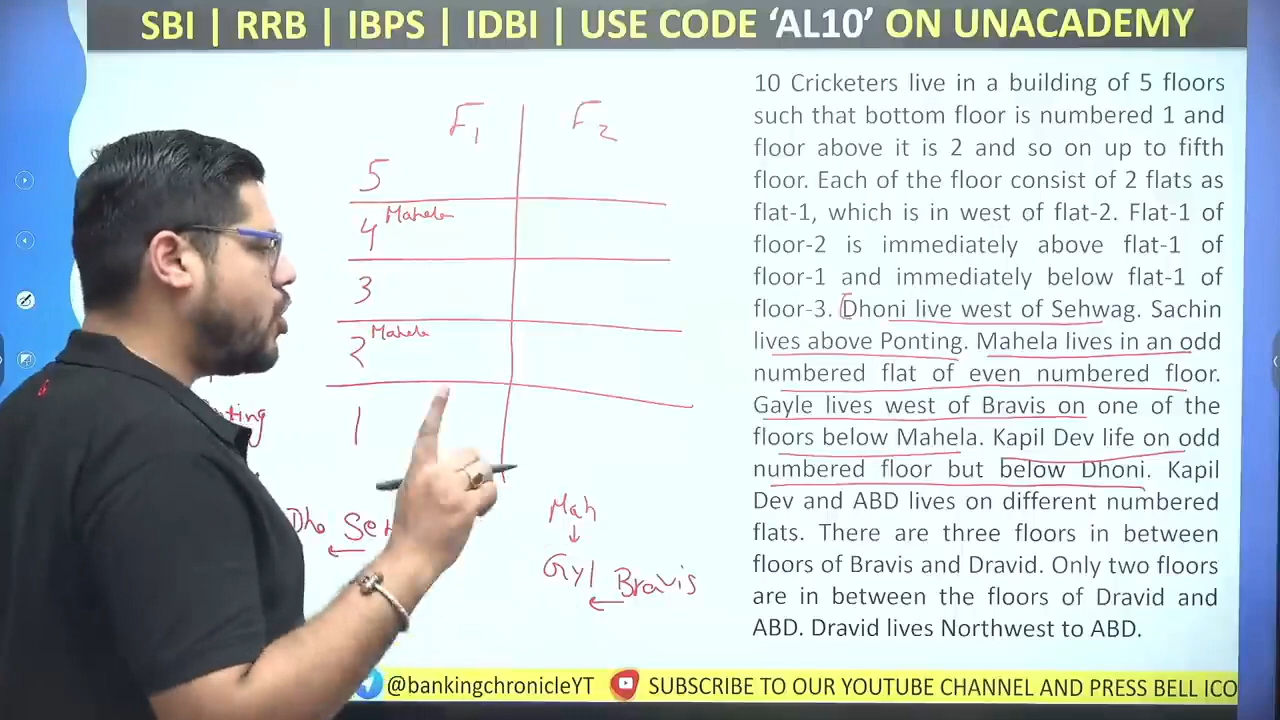 SBI | RRB | IBPS | IDBI | USE CODE ‘AL10’ ON UNACADEMY
F1 F2
5
4 Mahela
3
2 Mahela
1
Dho Se
Mah
Gyl Bravis
10 Cricketers live in a building of 5 floors
such that bottom floor is numbered 1 and
floor above it is 2 and so on up to fifth
floor. Each of the floor consist of 2 flats as
flat-1, which is in west of flat-2. Flat-1 of
floor-2 is immediately above flat-1 of
floor-1 and immediately below flat-1 of
floor-3. Dhoni live west of Sehwag. Sachin
lives above Ponting. Mahela lives in an odd
numbered flat of even numbered floor.
Gayle lives west of Bravis on one of the
floors below Mahela. Kapil Dev life on odd
numbered floor but below Dhoni. Kapil
Dev and ABD lives on different numbered
flats. There are three floors in between
floors of Bravis and Dravid. Only two floors
are in between the floors of Dravid and
ABD. Dravid lives Northwest to ABD.
@bankingchronicleYT SUBSCRIBE TO OUR YOUTUBE CHANNEL AND PRESS BELL ICO